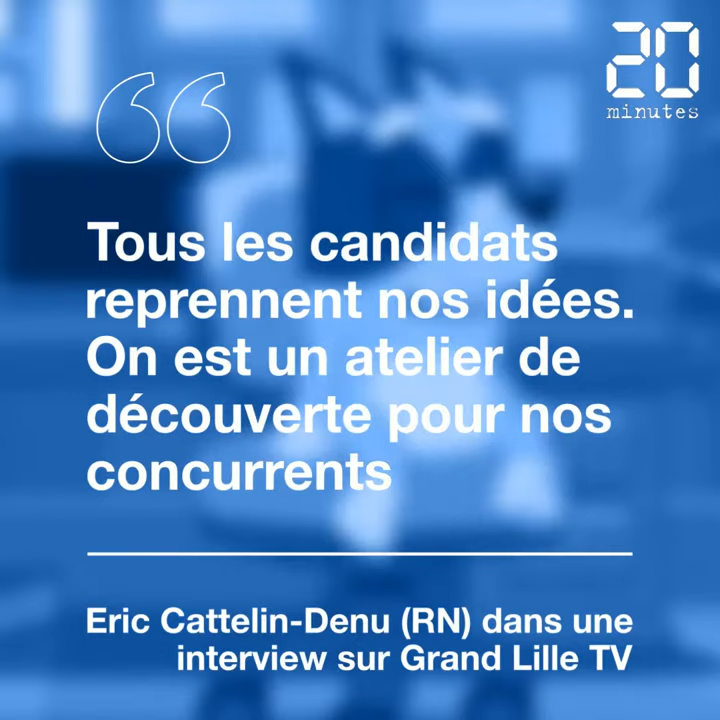 20
minutes
“
Tous les candidats
reprennent nos idées.
On est un atelier de
découverte pour nos
concurrents
Eric Cattelin-Denu (RN) dans une
interview sur Grand Lille TV